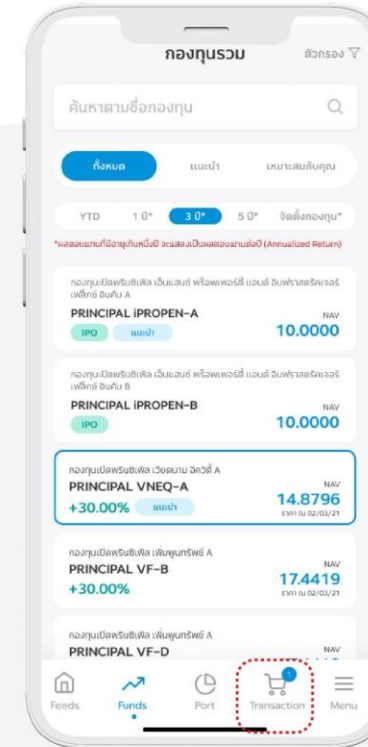 กองทุนรวม
ตัวกรอง
ค้นหาตามชื่อกองทุน
ทั้งหมด แนะนำ เหมาะสมกับคุณ
YTD 1 ปี* 3 ปี* 5 ปี* จัดตั้งกองทุน*
*ผลตอบแทนที่มีอายุเกินหนึ่งปี จะแสดงเป็นผลตอบแทนต่อปี (Annualized Return)
กองทุนเปิดพรินซิเพิล เอ็นแฮนซ์ พร็อพเพอร์ตี้ แอนด์ อินฟราสตรัคเจอร์
เฟล็กซ์ อินคัม A
PRINCIPAL iPROPEN-A
NAV
IPO แนะนำ
10.0000
กองทุนเปิดพรินซิเพิล เอ็นแฮนซ์ พร็อพเพอร์ตี้ แอนด์ อินฟราสตรัคเจอร์
เฟล็กซ์ อินคัม B
PRINCIPAL iPROPEN-B
NAV
IPO
10.0000
กองทุนเปิดพรินซิเพิล เวียดนาม อิควิตี้ A
PRINCIPAL VNEQ-A
NAV
+30.00% แนะนำ
14.8796
ราคา ณ 02/03/21
กองทุนเปิดพรินซิเพิล เพิ่มพูนทรัพย์ A
PRINCIPAL VF-B
NAV
+30.00%
17.4419
ราคา ณ 02/03/21
กองทุนเปิดพรินซิเพิล เพิ่มพูนทรัพย์ A
PRINCIPAL VF-D
NAV
1
Feeds Funds Port Transaction Menu